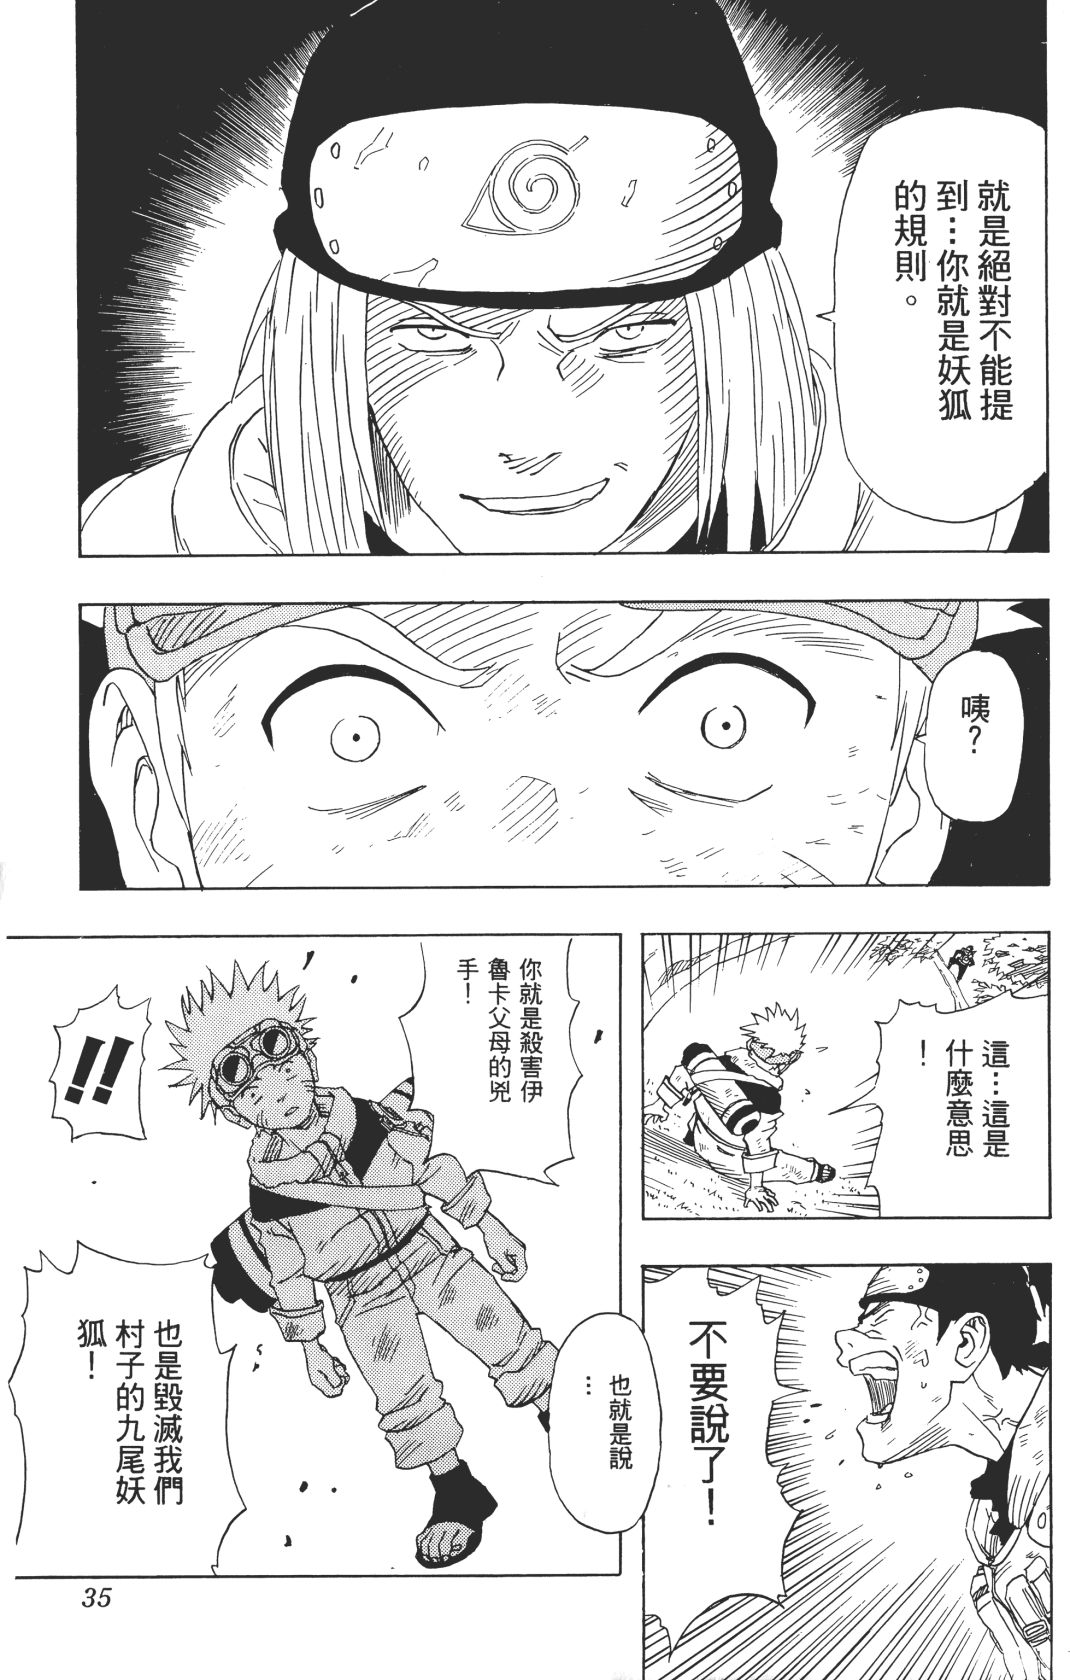 就是絕對不能提
到…你就是妖狐
的規則。
咦?
這…這是
什麼意思
!
不要說了!
也就是說
…
你就是殺害伊
魯卡父母的兇
手!
!!
也是毀滅我們
村子的九尾妖
狐!
35